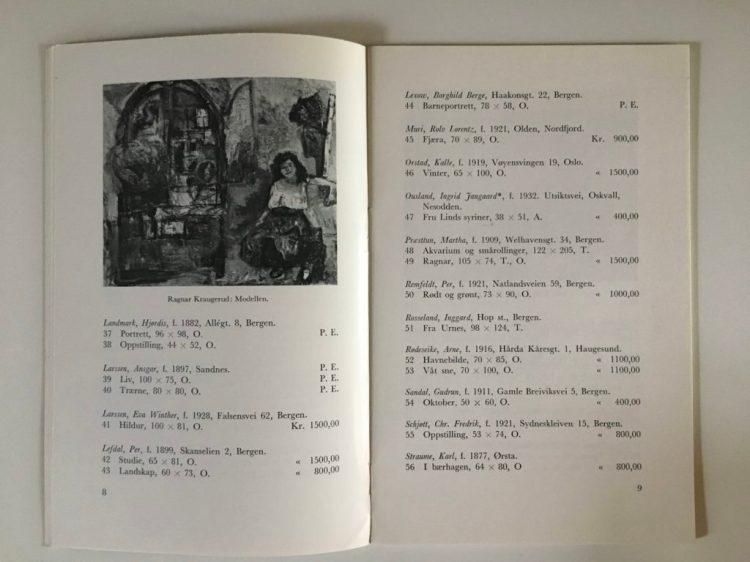 Ragnar Kraugerud: Modellen.
Landmark, Hjørdis, f. 1882, Allégt. 8, Bergen.
37 Portrett, 96 × 98, O. P. E.
38 Oppstilling, 44 × 52, O.
Larssen, Ansgar, f. 1897, Sandnes. P. E.
39 Liv, 100 × 75, O. P. E.
40 Trærne, 80 × 80, O. P. E.
Larssen, Eva Winther, f. 1928, Falsensvei 62, Bergen.
41 Hildur, 100 × 81, O. Kr. 1500,00
Lefdal, Per, f. 1899, Skanselien 2, Bergen.
42 Studie, 65 × 81, O. « 1500,00
43 Landskap, 60 × 73, O. « 800,00
8
Lexow, Borghild Berge, Haakonsgt. 22, Bergen.
44 Barneportrett, 78 × 58, O. P. E.
Muri, Rolv Lorentz, f. 1921, Olden, Nordfjord.
45 Fjæra, 70 × 89, O. Kr. 900,00
Orstad, Kalle, f. 1919, Vøyensvingen 19, Oslo.
46 Vinter, 65 × 100, O. « 1500,00
Ousland, Ingrid Jangaard*, f. 1932. Utsiktsvei, Oskvall,
Nesodden.
47 Fru Linds syriner, 38 × 51, A. « 400,00
Præsttun, Martha, f. 1909, Welhavensgt. 34, Bergen.
48 Akvarium og smårollinger, 122 × 205, T.
49 Ragnar, 105 × 74, T., O. « 1500,00
Remfeldt, Per, f. 1921, Natlandsveien 59, Bergen.
50 Rødt og grønt, 73 × 90, O. « 1000,00
Rosseland, Inggard, Hop st., Bergen.
51 Fra Urnes, 98 × 124, T.
Rødeseike, Arne, f. 1916, Hårda Kåresgt. 1, Haugesund.
52 Havnebilde, 70 × 85, O. « 1100,00
53 Våt snø, 70 × 100, O. « 1100,00
Sandal, Gudrun, f. 1911, Gamle Breiviksvei 5, Bergen.
54 Oktober, 50 × 60, O. « 400,00
Schjøtt, Chr. Fredrik, f. 1921, Sydneskleiven 15, Bergen.
55 Oppstilling, 53 × 74, O. « 800,00
Straume, Karl, f. 1877, Ørsta.
56 I bærhagen, 64 × 80, O « 800,00
9